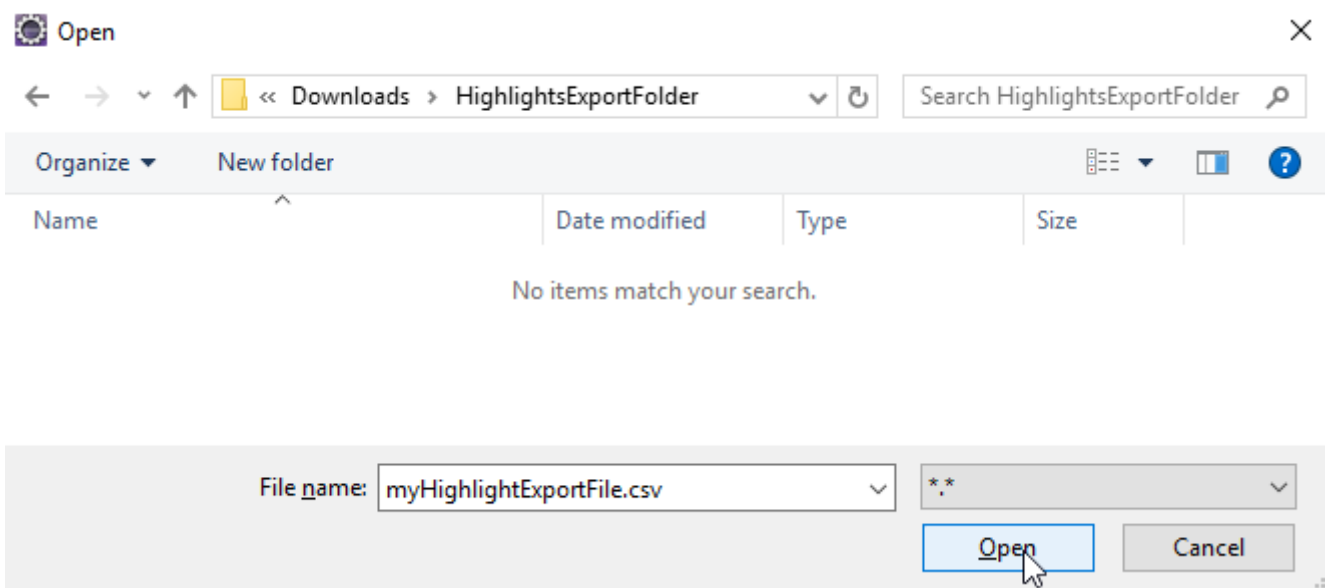 Open
« Downloads › HighlightsExportFolder Search HighlightsExportFolder
Organize New folder ?
Name Date modified Type Size
No items match your search.
File name: myHighlightExportFile.csv *.*
Open Cancel